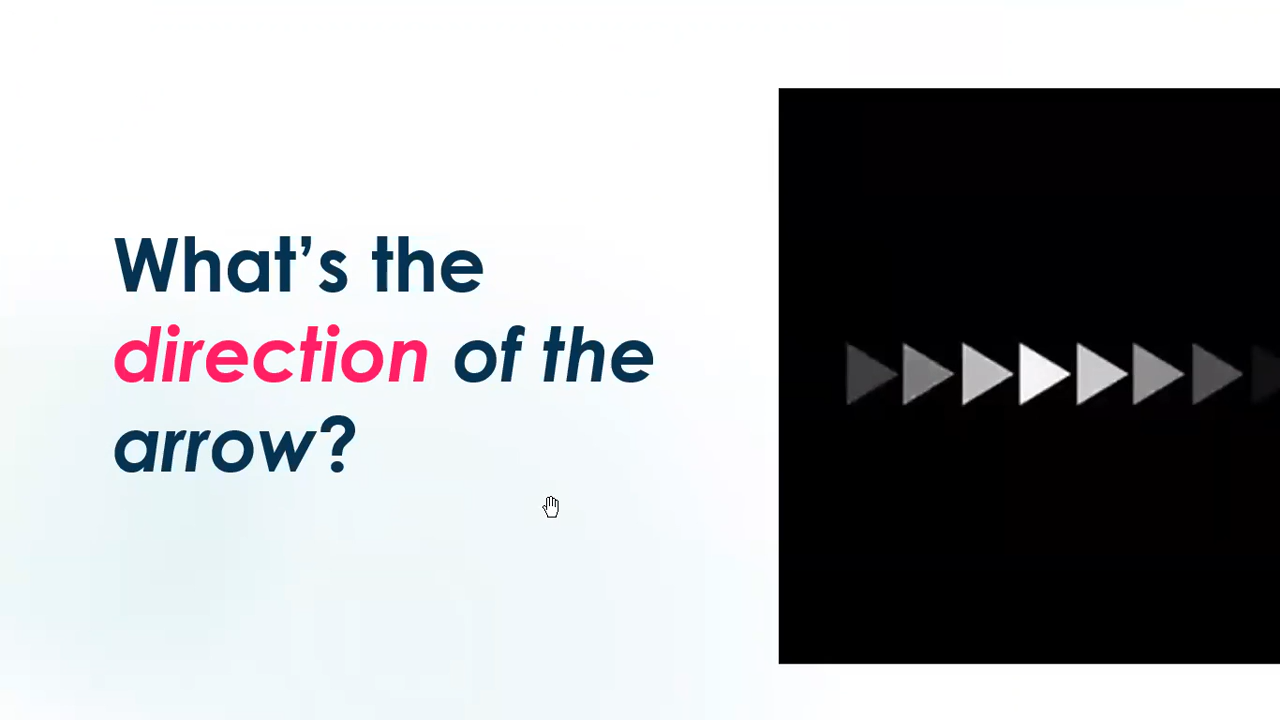 What’s the
direction of the
arrow?